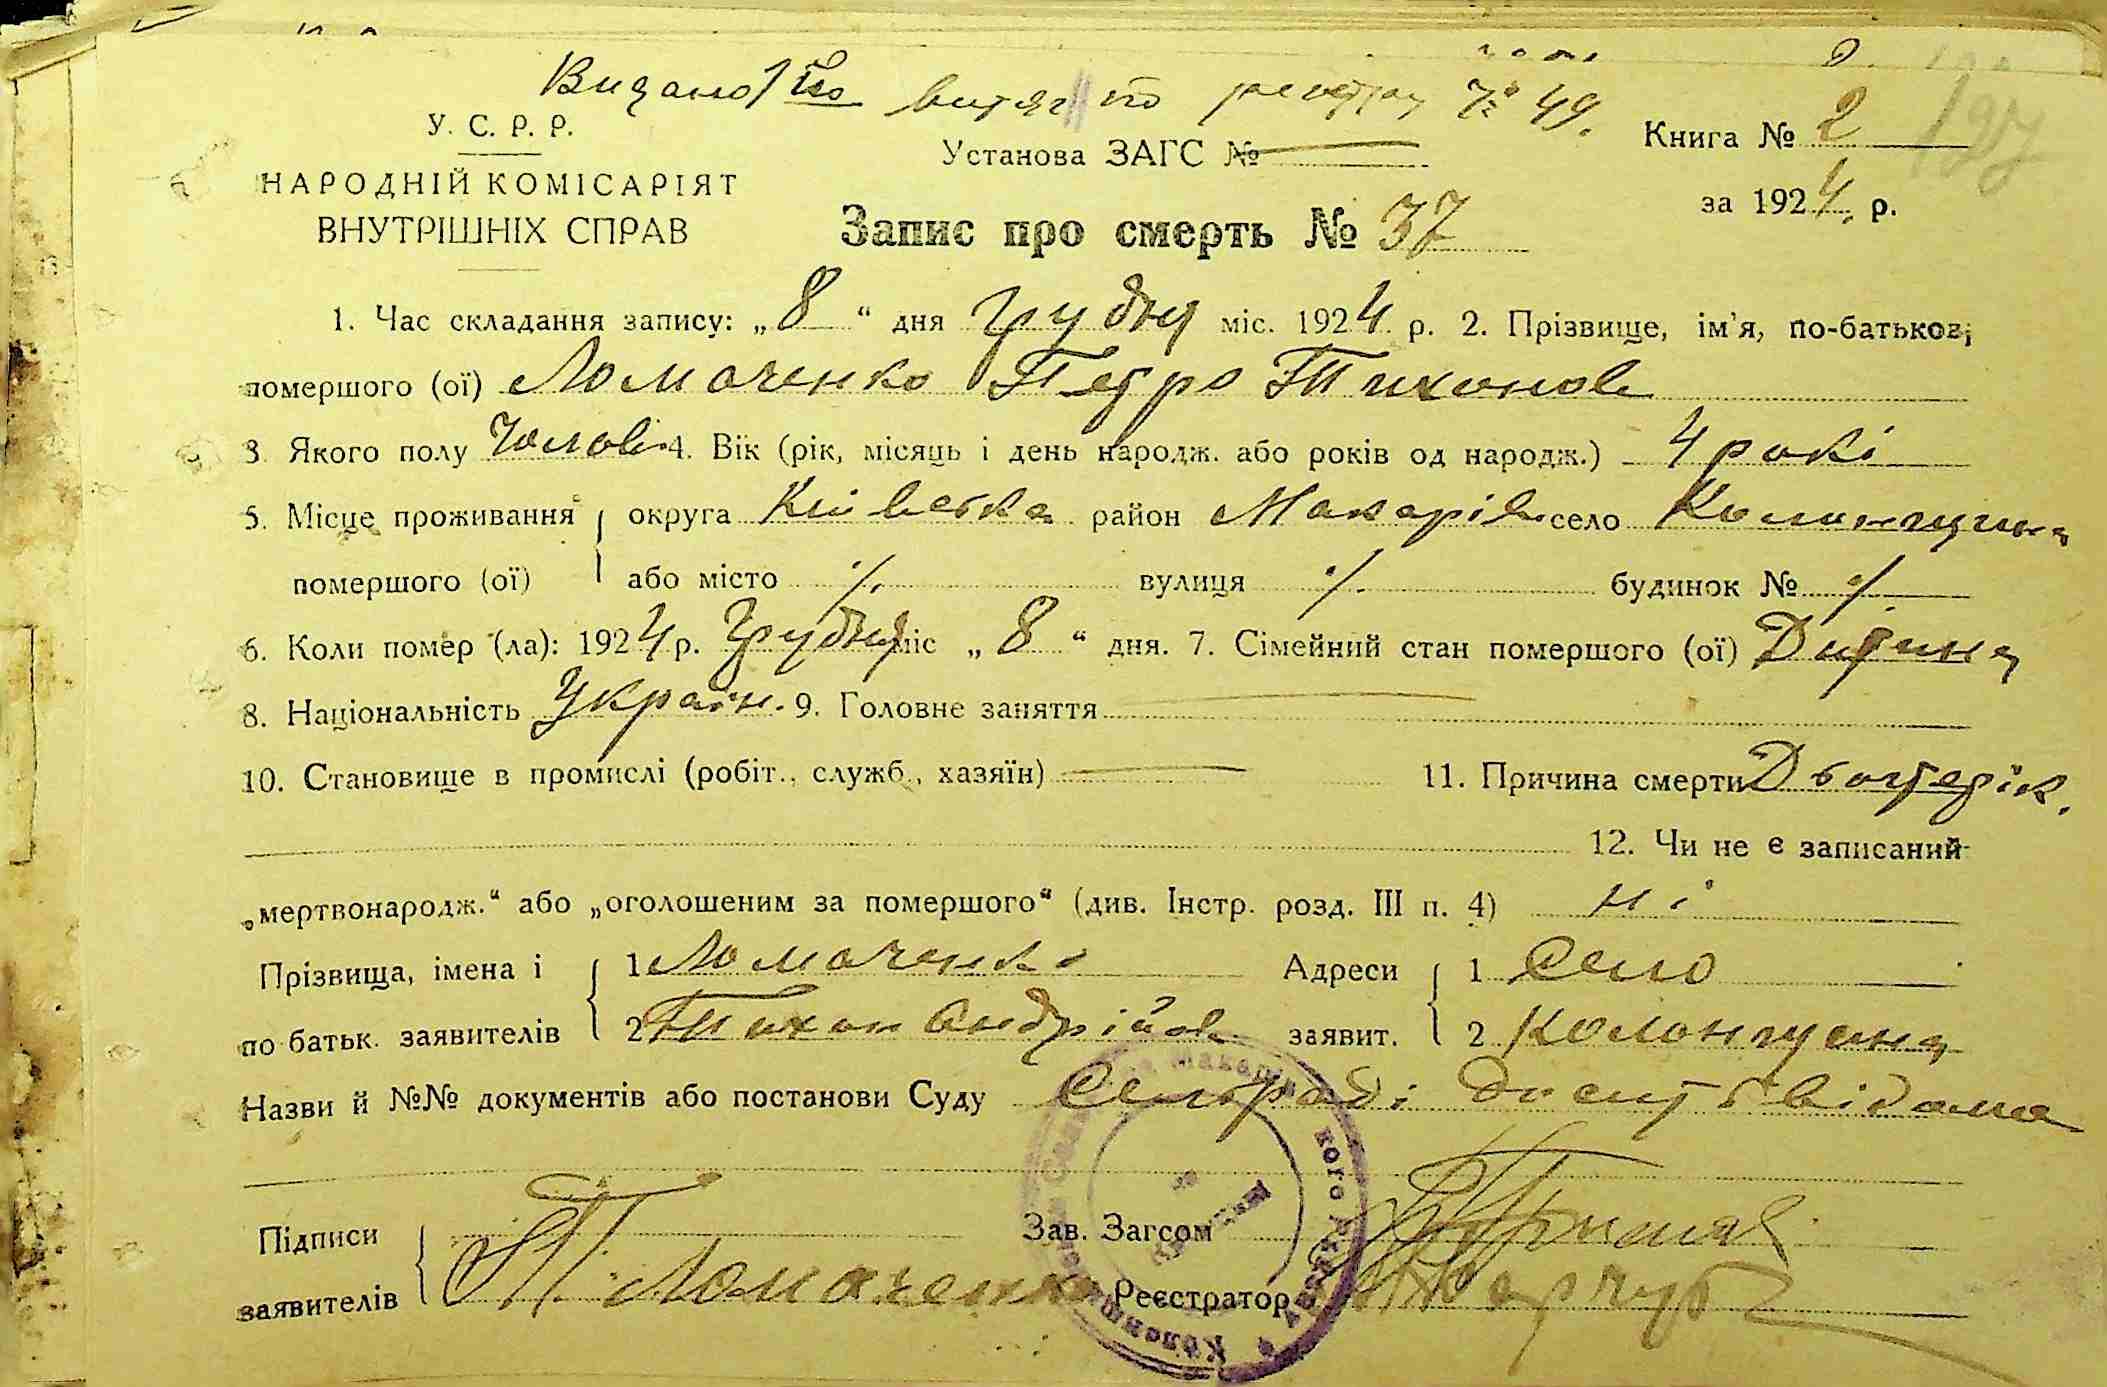 Видано витяг по реєстру № 49.
У. С. Р. Р.
Установа ЗАГС №
Книга № 2
197
НАРОДНІЙ КОМІСАРІЯТ
ВНУТРІШНІХ СПРАВ
за 1924 р.
Запис про смерть № 37
1. Час складання запису: „8“ дня Грудня міс. 1924 р. 2. Прізвище, ім'я, по-батькові
помершого (ої) Ломаченко Петро Тихонов
3. Якого полу Чолов 4. Вік (рік, місяць і день народж. або років од народж.) 4 рокі
5. Місце проживання округа Київська район Макарів село Колонщина
помершого (ої) або місто ·/. вулиця ·/. будинок № ·/.
6. Коли помер (ла): 1924 р. Грудня міс „8“ дня. 7. Сімейний стан помершого (ої) Дитина
8. Національність Україн. 9. Головне заняття
10. Становище в промислі (робіт., служб., хазяїн) 11. Причина смерти
12. Чи не є записаний
„мертвонародж.“ або „оголошеним за помершого“ (див. Інстр. розд. III п. 4) ні
Прізвища, імена і 1 Ломаченко Адреси 1 Село
по батьк. заявителів 2 Тихон Андрійов заявит. 2 Колонщина
Назви й №№ документів або постанови Суду Сельраді
Підписи Зав. Загсом
заявителів Т. Ломаченко Реєстратор